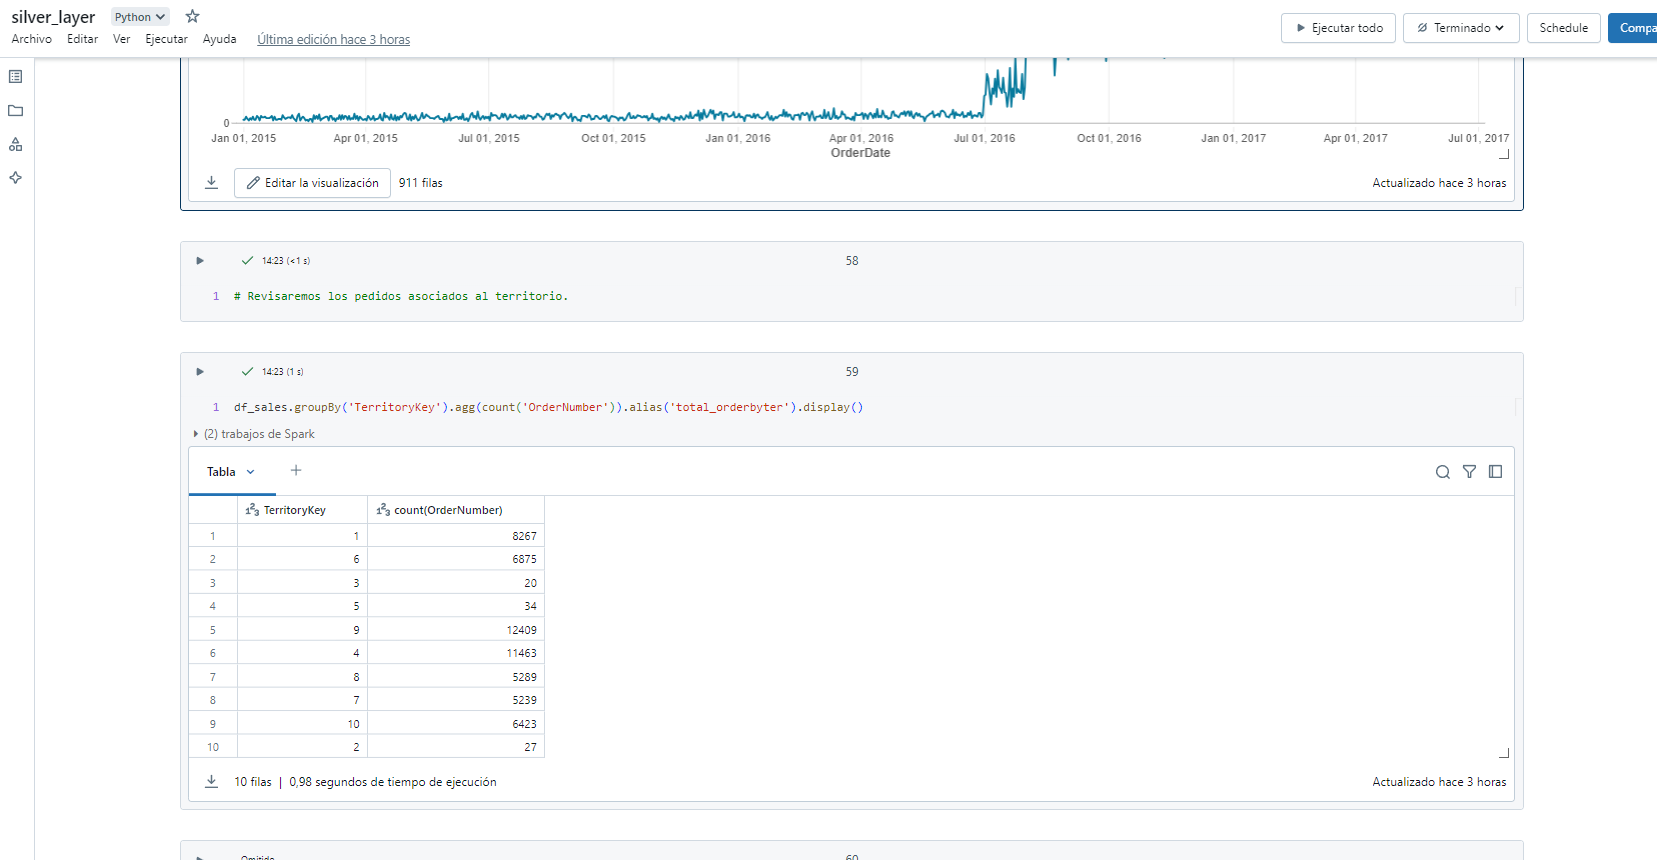 silver_layer Python
Archivo Editar Ver Ejecutar Ayuda Última edición hace 3 horas
Ejecutar todo Terminado Schedule Compa
0
Jan 01, 2015 Apr 01, 2015 Jul 01, 2015 Oct 01, 2015 Jan 01, 2016 Apr 01, 2016 Jul 01, 2016 Oct 01, 2016 Jan 01, 2017 Apr 01, 2017 Jul 01, 2017
OrderDate
Editar la visualización 911 filas Actualizado hace 3 horas
14:23 (<1 s) 58
1 # Revisaremos los pedidos asociados al territorio.
14:23 (1 s) 59
1 df_sales.groupBy('TerritoryKey').agg(count('OrderNumber')).alias('total_orderbyter').display()
(2) trabajos de Spark
Tabla +
123 TerritoryKey 123 count(OrderNumber)
1 1 8267
2 6 6875
3 3 20
4 5 34
5 9 12409
6 4 11463
7 8 5289
8 7 5239
9 10 6423
10 2 27
10 filas | 0,98 segundos de tiempo de ejecución Actualizado hace 3 horas
Omitido 60